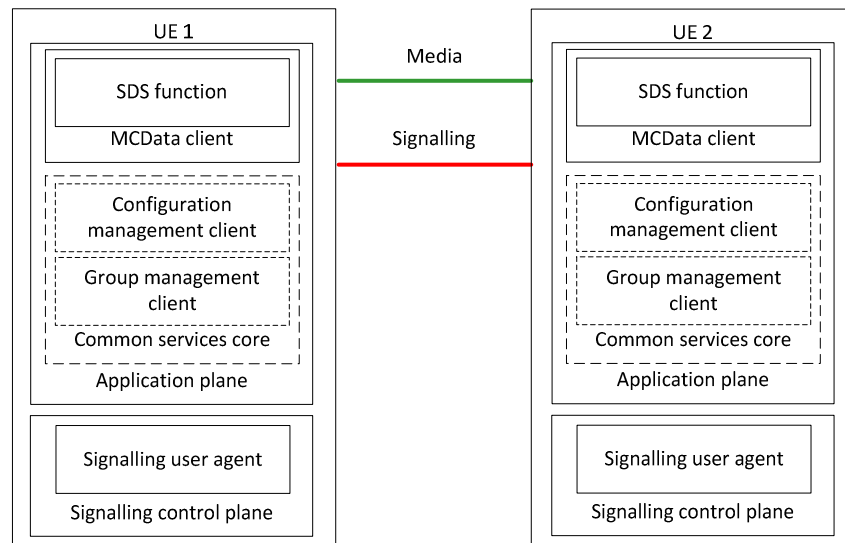 UE 1
SDS function
MCData client
Configuration
management client
Group management
client
Common services core
Application plane
Signalling user agent
Signalling control plane
Media
Signalling
UE 2
SDS function
MCData client
Configuration
management client
Group management
client
Common services core
Application plane
Signalling user agent
Signalling control plane